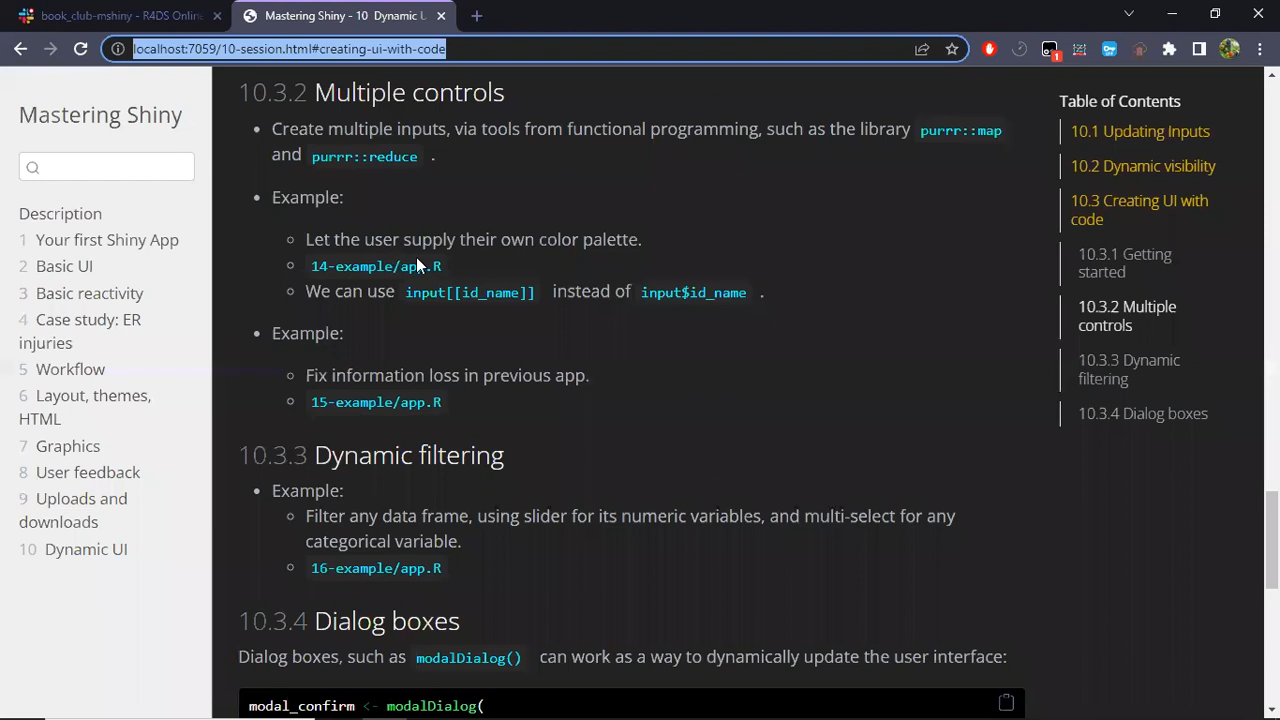 book_club-mshiny - R4DS Onlin
Mastering Shiny - 10 Dynamic U
localhost:7059/10-session.html#creating-ui-with-code
1
Mastering Shiny
Description
1 Your first Shiny App
2 Basic UI
3 Basic reactivity
4 Case study: ER
injuries
5 Workflow
6 Layout, themes,
HTML
7 Graphics
8 User feedback
9 Uploads and
downloads
10 Dynamic UI
10.3.2 Multiple controls
Create multiple inputs, via tools from functional programming, such as the library purrr::map
and purrr::reduce .
Example:
Let the user supply their own color palette.
14-example/app.R
We can use input[[id_name]] instead of input$id_name .
Example:
Fix information loss in previous app.
15-example/app.R
10.3.3 Dynamic filtering
Example:
Filter any data frame, using slider for its numeric variables, and multi-select for any
categorical variable.
16-example/app.R
10.3.4 Dialog boxes
Dialog boxes, such as modalDialog() can work as a way to dynamically update the user interface:
modal_confirm <- modalDialog(
Table of Contents
10.1 Updating Inputs
10.2 Dynamic visibility
10.3 Creating UI with
code
10.3.1 Getting
started
10.3.2 Multiple
controls
10.3.3 Dynamic
filtering
10.3.4 Dialog boxes